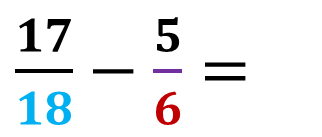 17/18 − 5/6 =